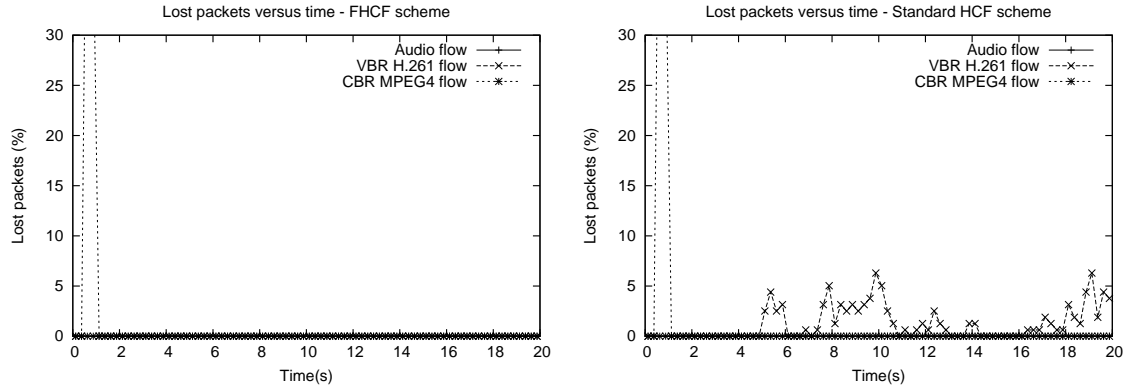 Lost packets versus time - FHCF scheme
30
25
20
15
10
5
0
Lost packets (%)
Audio flow
VBR H.261 flow
CBR MPEG4 flow
0 2 4 6 8 10 12 14 16 18 20
Time(s)
Lost packets versus time - Standard HCF scheme
30
25
20
15
10
5
0
Lost packets (%)
Audio flow
VBR H.261 flow
CBR MPEG4 flow
0 2 4 6 8 10 12 14 16 18 20
Time(s)